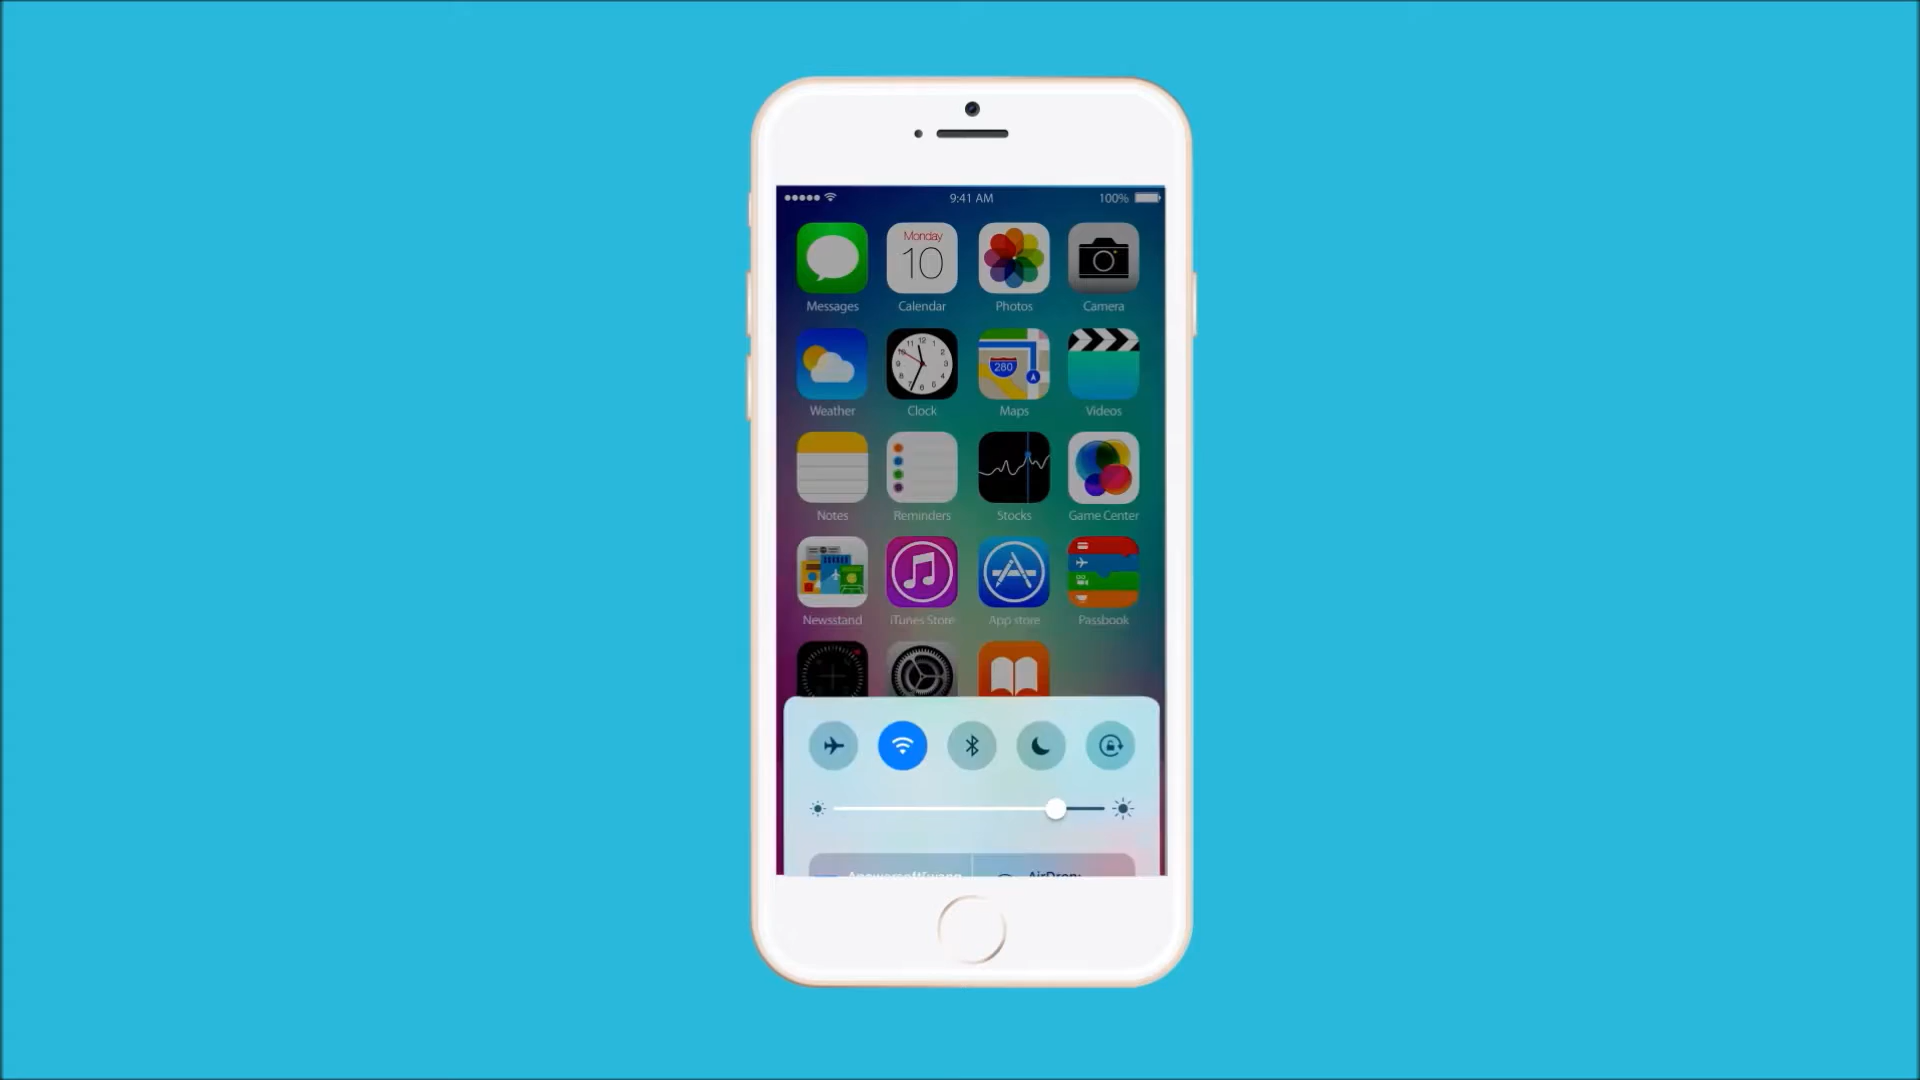 9:41 AM 100%
Monday
10
Messages Calendar Photos Camera
280
Weather Clock Maps Videos
Notes Reminders Stocks Game Center
Newsstand iTunes Store App store Passbook
AirDrop: